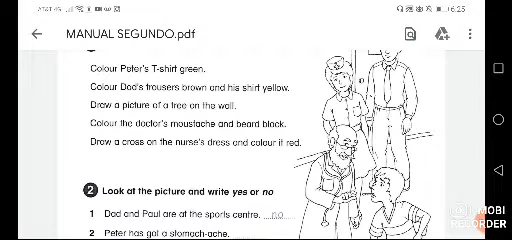 AT&T 4G
6:25
MANUAL SEGUNDO.pdf
Colour Peter's T-shirt green.
Colour Dad's trousers brown and his shirt yellow.
Draw a picture of a tree on the wall.
Colour the doctor's moustache and beard black.
Draw a cross on the nurse's dress and colour it red.
2 Look at the picture and write yes or no
1 Dad and Paul are at the sports centre. no
2 Peter has got a stomach-ache.
MOBI
RECORDER